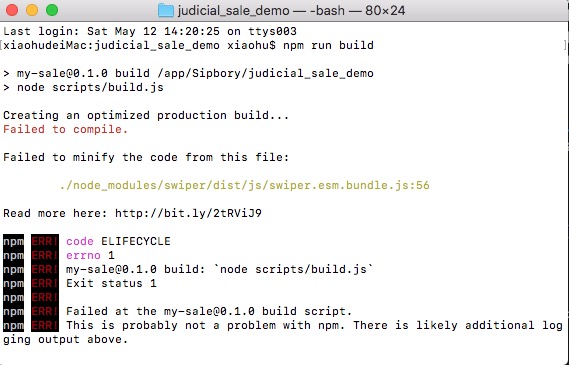 judicial_sale_demo — -bash — 80×24
Last login: Sat May 12 14:20:25 on ttys003
[xiaohudeiMac:judicial_sale_demo xiaohu$ npm run build ]
> my-sale@0.1.0 build /app/Sipbory/judicial_sale_demo
> node scripts/build.js
Creating an optimized production build...
Failed to compile.
Failed to minify the code from this file:
./node_modules/swiper/dist/js/swiper.esm.bundle.js:56
Read more here: http://bit.ly/2tRViJ9
npm ERR! code ELIFECYCLE
npm ERR! errno 1
npm ERR! my-sale@0.1.0 build: `node scripts/build.js`
npm ERR! Exit status 1
npm ERR!
npm ERR! Failed at the my-sale@0.1.0 build script.
npm ERR! This is probably not a problem with npm. There is likely additional log
ging output above.